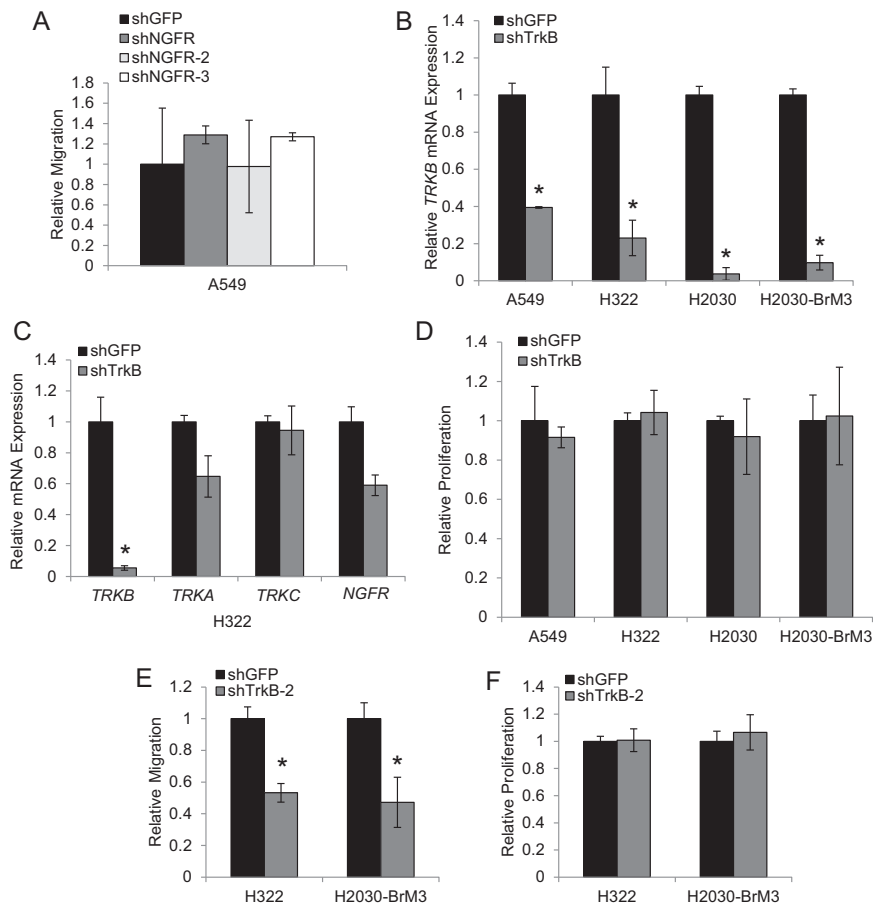 A
shGFP
shNGFR
shNGFR-2
shNGFR-3
Relative Migration
1.8
1.6
1.4
1.2
1
0.8
0.6
0.4
0.2
0
A549
B
shGFP
shTrkB
Relative TRKB mRNA Expression
1.4
1.2
1
0.8
0.6
0.4
0.2
0
* * * *
A549 H322 H2030 H2030-BrM3
C
shGFP
shTrkB
Relative mRNA Expression
1.4
1.2
1
0.8
0.6
0.4
0.2
0
*
TRKB TRKA TRKC NGFR
H322
D
shGFP
shTrkB
Relative Proliferation
1.4
1.2
1
0.8
0.6
0.4
0.2
0
A549 H322 H2030 H2030-BrM3
E
shGFP
shTrkB-2
Relative Migration
1.2
1
0.8
0.6
0.4
0.2
0
* *
H322 H2030-BrM3
F
shGFP
shTrkB-2
Relative Proliferation
1.4
1.2
1
0.8
0.6
0.4
0.2
0
H322 H2030-BrM3